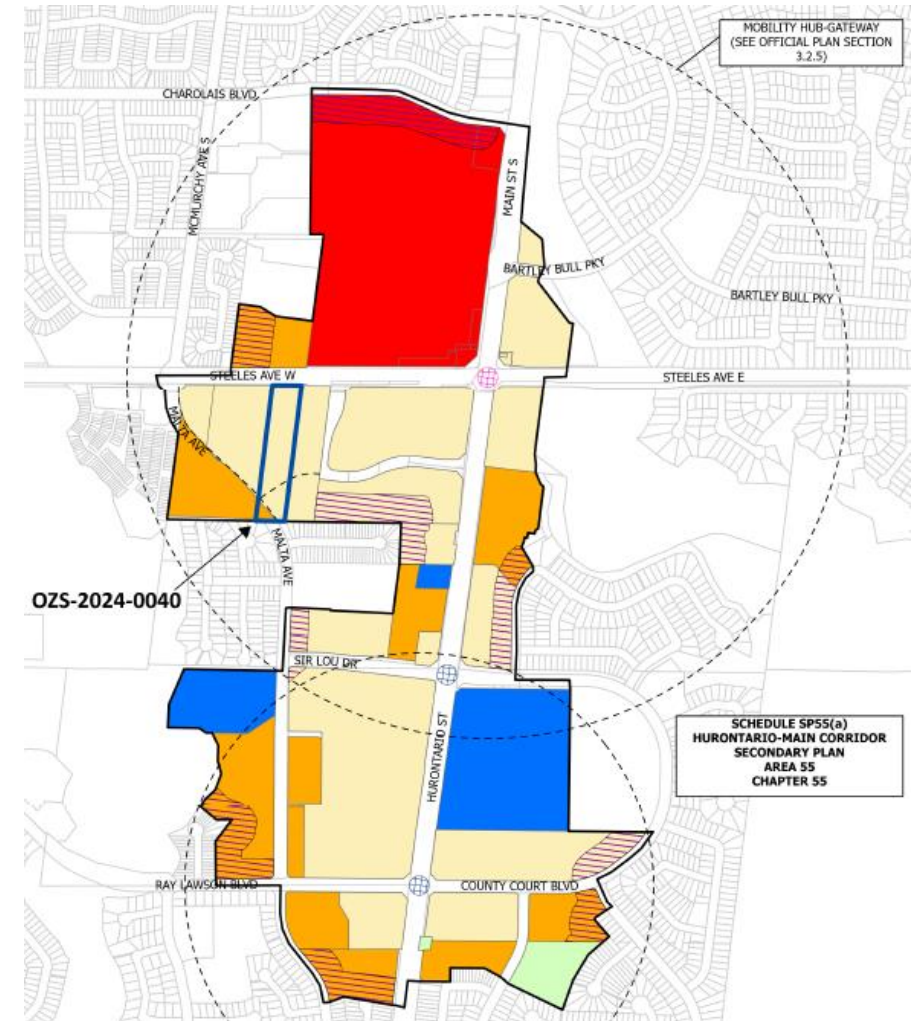 MOBILITY HUB-GATEWAY
(SEE OFFICIAL PLAN SECTION
3.2.5)
CHAROLAIS BLVD
MCMURCHY AVE S
MAIN ST S
BARTLEY BULL PKY
BARTLEY BULL PKY
STEELES AVE W
STEELES AVE E
MALTA AVE
MALTA AVE
OZS-2024-0040
SIR LOU DR
HURONTARIO ST
SCHEDULE SP55(a)
HURONTARIO-MAIN CORRIDOR
SECONDARY PLAN
AREA 55
CHAPTER 55
RAY LAWSON BLVD
COUNTY COURT BLVD